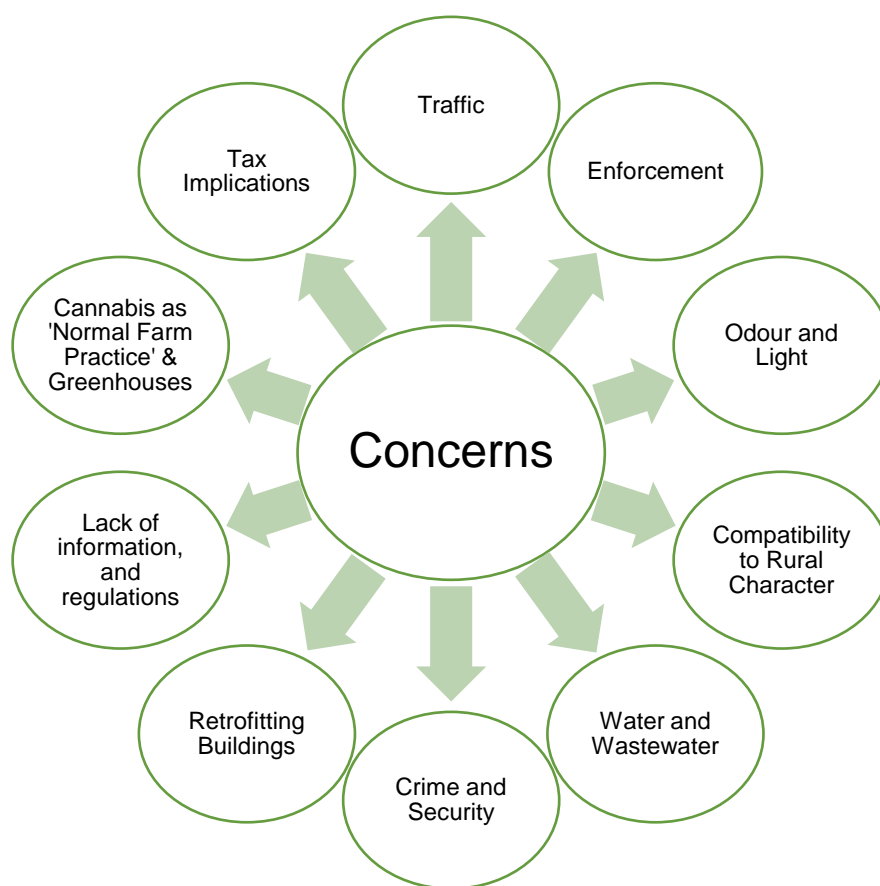 Traffic
Enforcement
Odour and
Light
Compatibility
to Rural
Character
Water and
Wastewater
Crime and
Security
Retrofitting
Buildings
Lack of
information,
and
regulations
Cannabis as
'Normal Farm
Practice' &
Greenhouses
Tax
Implications
Concerns